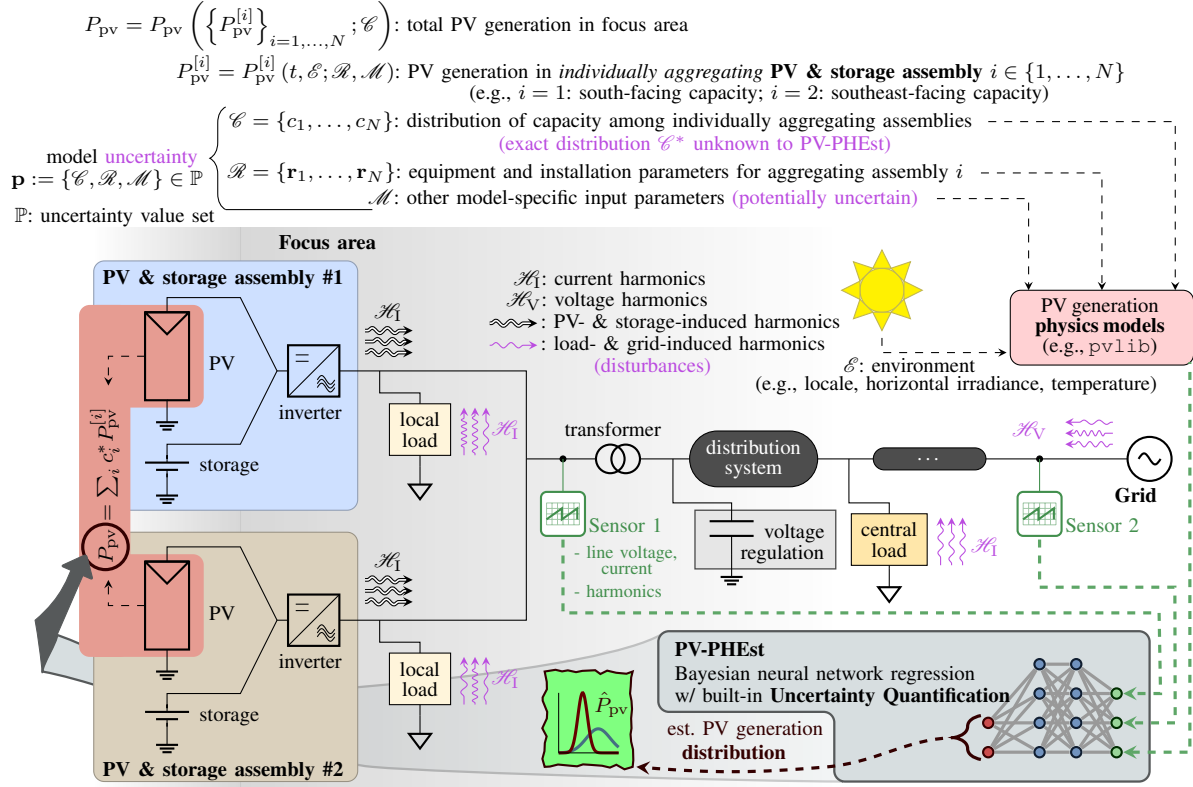 P_pv = P_pv ({P_pv^[i]}_{i=1,...,N} ; 𝒞): total PV generation in focus area
P_pv^[i] = P_pv^[i] (t, ℰ; ℛ, ℳ): PV generation in individually aggregating PV & storage assembly i ∈ {1, . . . , N}
(e.g., i = 1: south-facing capacity; i = 2: southeast-facing capacity)
𝒞 = {c_1, . . . , c_N}: distribution of capacity among individually aggregating assemblies
(exact distribution 𝒞* unknown to PV-PHEst)
model uncertainty
p := {𝒞, ℛ, ℳ} ∈ ℙ
ℛ = {r_1, . . . , r_N}: equipment and installation parameters for aggregating assembly i
ℳ: other model-specific input parameters (potentially uncertain)
ℙ: uncertainty value set
Focus area
PV & storage assembly #1
PV
inverter
storage
P_pv = ∑_i c_i^* P_pv^[i]
ℋ_I
local
load
ℋ_I
ℋ_I: current harmonics
ℋ_V: voltage harmonics
: PV- & storage-induced harmonics
: load- & grid-induced harmonics
(disturbances)
ℰ: environment
(e.g., locale, horizontal irradiance, temperature)
PV generation
physics models
(e.g., pvlib)
transformer
distribution
system
· · ·
ℋ_V
Grid
Sensor 1
- line voltage,
current
- harmonics
voltage
regulation
central
load
ℋ_I
Sensor 2
ℋ_I
PV
inverter
storage
local
load
ℋ_I
PV & storage assembly #2
PV-PHEst
Bayesian neural network regression
w/ built-in Uncertainty Quantification
P̂_pv
est. PV generation
distribution